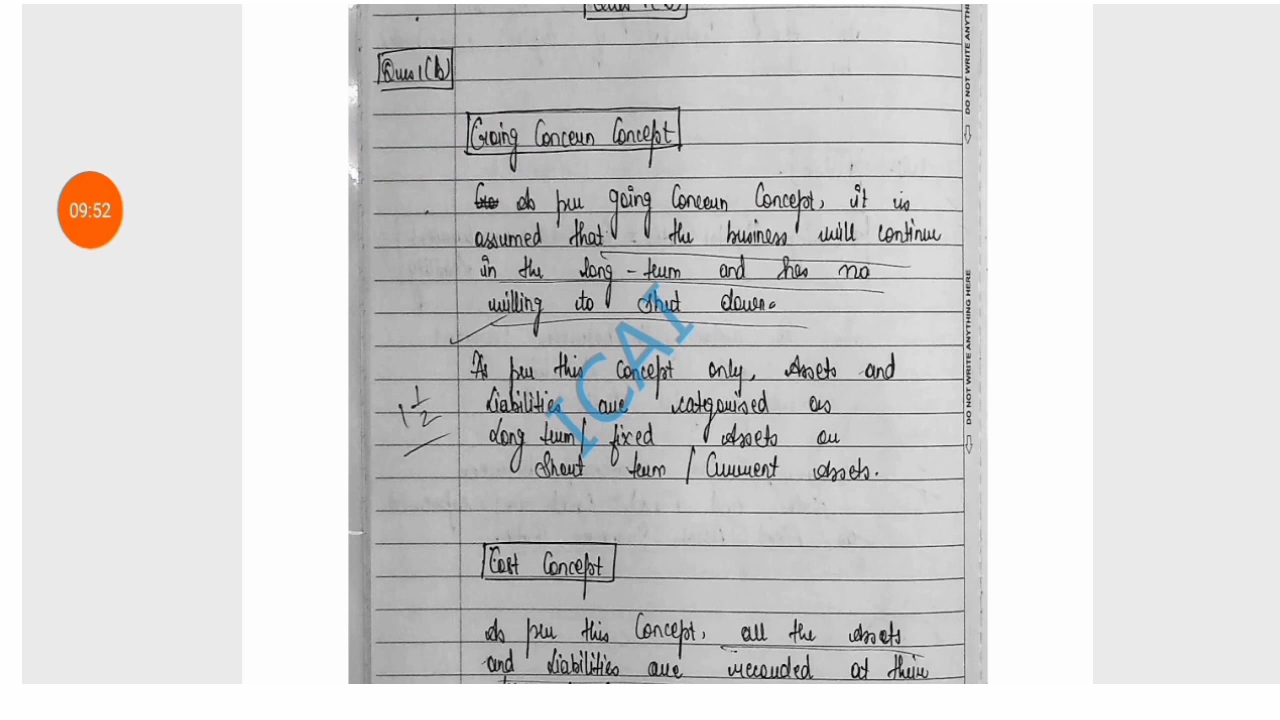 Ques 1(b)
Going Concern Concept
As per going Concern Concept, it is
assumed that the business will continue
in the long-term and has no
willing to shut down.
As per this concept only, Assets and
Liabilities are categorised as
Long term/ fixed Assets or
Short term / Current Assets.
1 1/2
Cost Concept
As per this Concept, all the assets
and Liabilities are recorded at their
ICAI
09:52
DO NOT WRITE ANYTHING HERE
DO NOT WRITE ANYTH